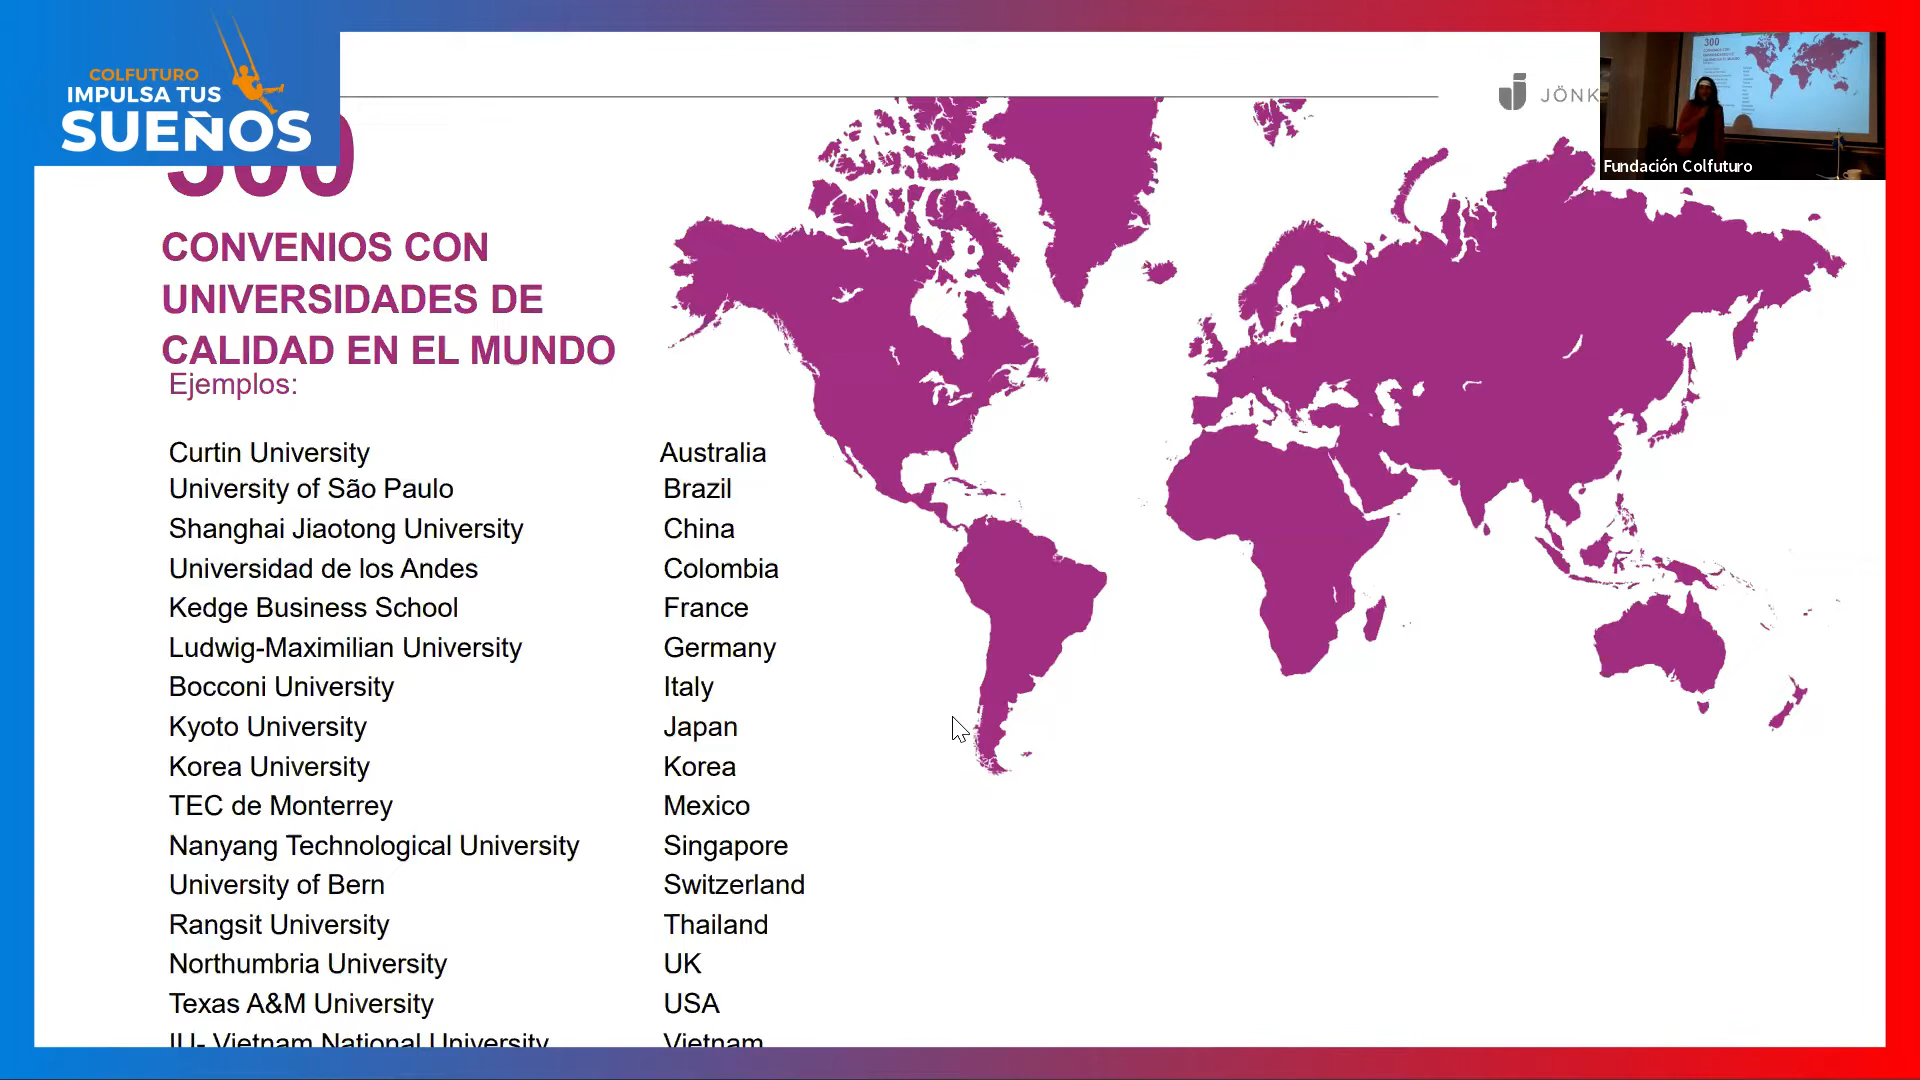 COLFUTURO
IMPULSA TUS
SUEÑOS
300
CONVENIOS CON
UNIVERSIDADES DE
CALIDAD EN EL MUNDO
Ejemplos:
Curtin University Australia
University of São Paulo Brazil
Shanghai Jiaotong University China
Universidad de los Andes Colombia
Kedge Business School France
Ludwig-Maximilian University Germany
Bocconi University Italy
Kyoto University Japan
Korea University Korea
TEC de Monterrey Mexico
Nanyang Technological University Singapore
University of Bern Switzerland
Rangsit University Thailand
Northumbria University UK
Texas A&M University USA
IU- Vietnam National University Vietnam
JÖNK
300
Fundación Colfuturo